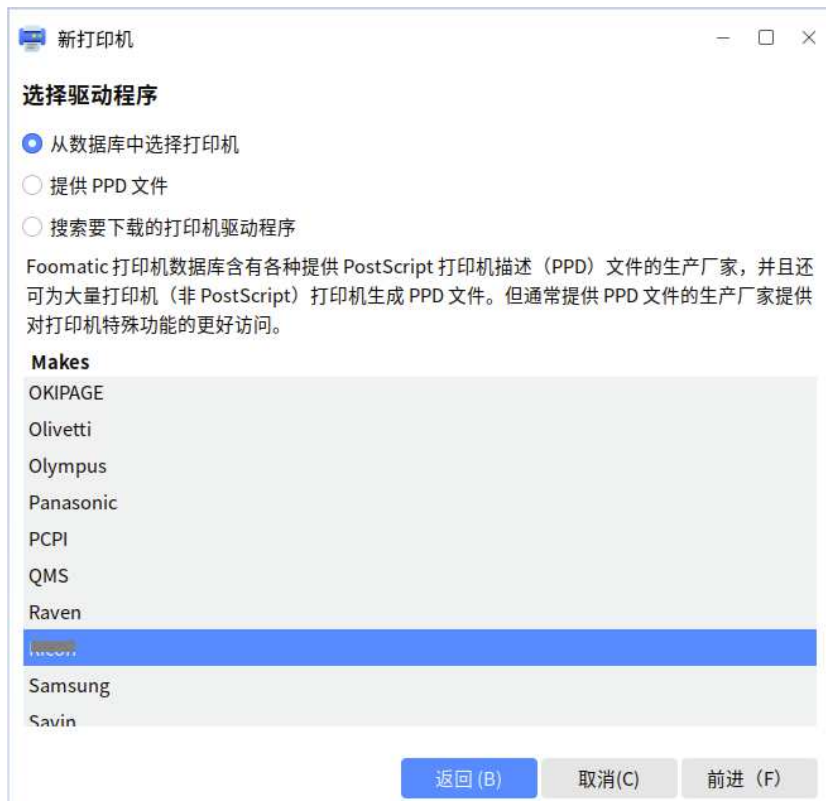 新打印机
选择驱动程序
从数据库中选择打印机
提供 PPD 文件
搜索要下载的打印机驱动程序
Foomatic 打印机数据库含有各种提供 PostScript 打印机描述（PPD）文件的生产厂家，并且还
可为大量打印机（非 PostScript）打印机生成 PPD 文件。但通常提供 PPD 文件的生产厂家提供
对打印机特殊功能的更好访问。
Makes
OKIPAGE
Olivetti
Olympus
Panasonic
PCPI
QMS
Raven
Samsung
Savin
返回 (B)
取消(C)
前进（F）